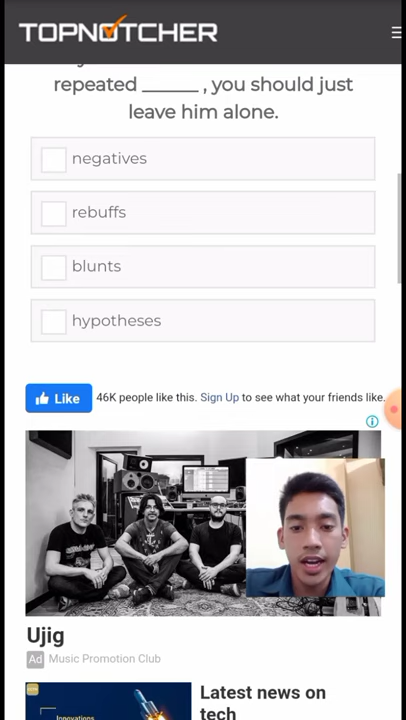 TOPNOTCHER
repeated ______ , you should just
leave him alone.
negatives
rebuffs
blunts
hypotheses
Like 46K people like this. Sign Up to see what your friends like.
Ujig
Ad Music Promotion Club
Latest news on
tech
Innovations